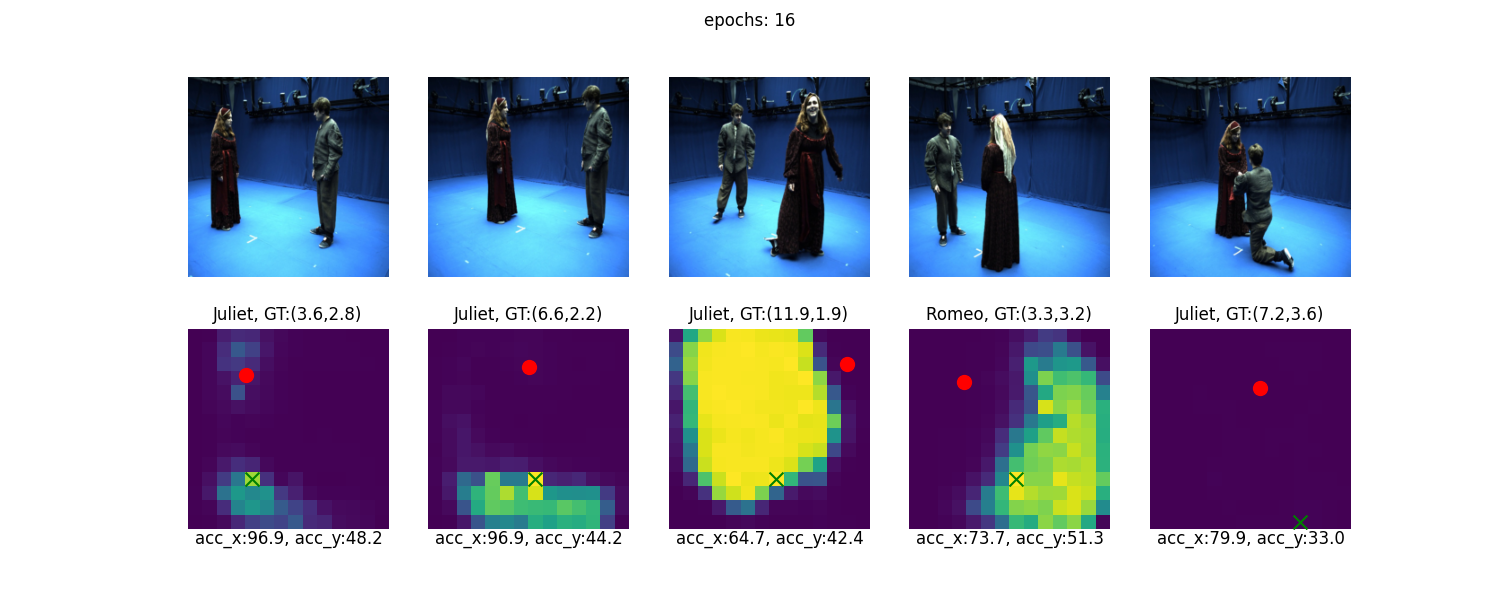 epochs: 16
Juliet, GT:(3.6,2.8)
Juliet, GT:(6.6,2.2)
Juliet, GT:(11.9,1.9)
Romeo, GT:(3.3,3.2)
Juliet, GT:(7.2,3.6)
acc_x:96.9, acc_y:48.2
acc_x:96.9, acc_y:44.2
acc_x:64.7, acc_y:42.4
acc_x:73.7, acc_y:51.3
acc_x:79.9, acc_y:33.0